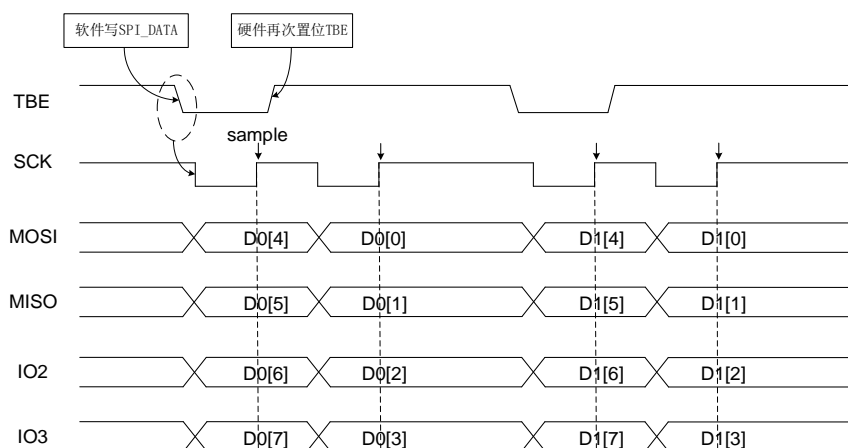 软件写SPI_DATA 硬件再次置位TBE
TBE
sample
SCK
MOSI D0[4] D0[0] D1[4] D1[0]
MISO D0[5] D0[1] D1[5] D1[1]
IO2 D0[6] D0[2] D1[6] D1[2]
IO3 D0[7] D0[3] D1[7] D1[3]